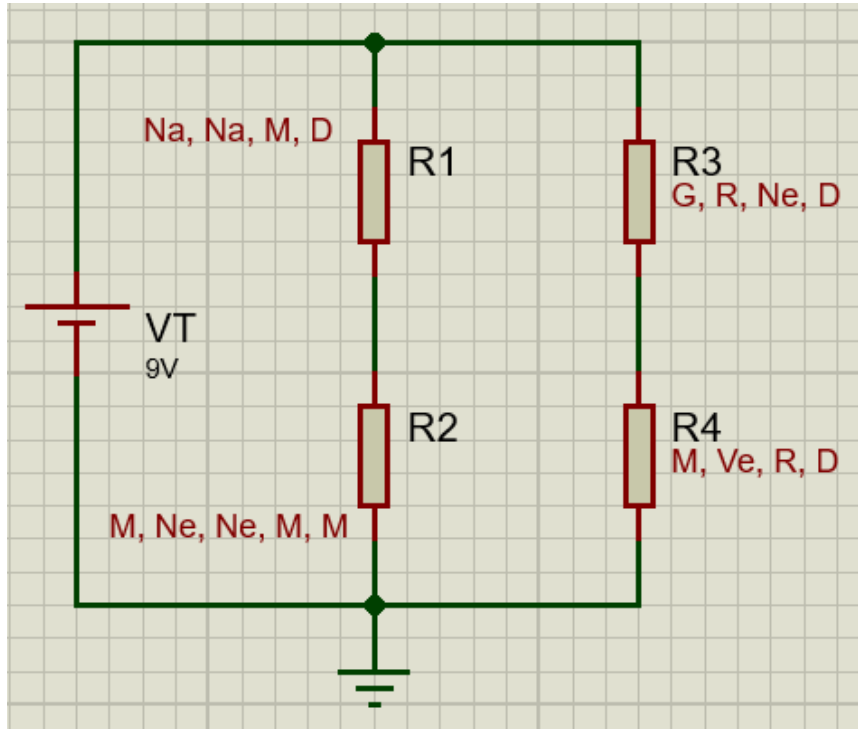 Na, Na, M, D
R1
R3
G, R, Ne, D
VT
9V
R2
R4
M, Ve, R, D
M, Ne, Ne, M, M